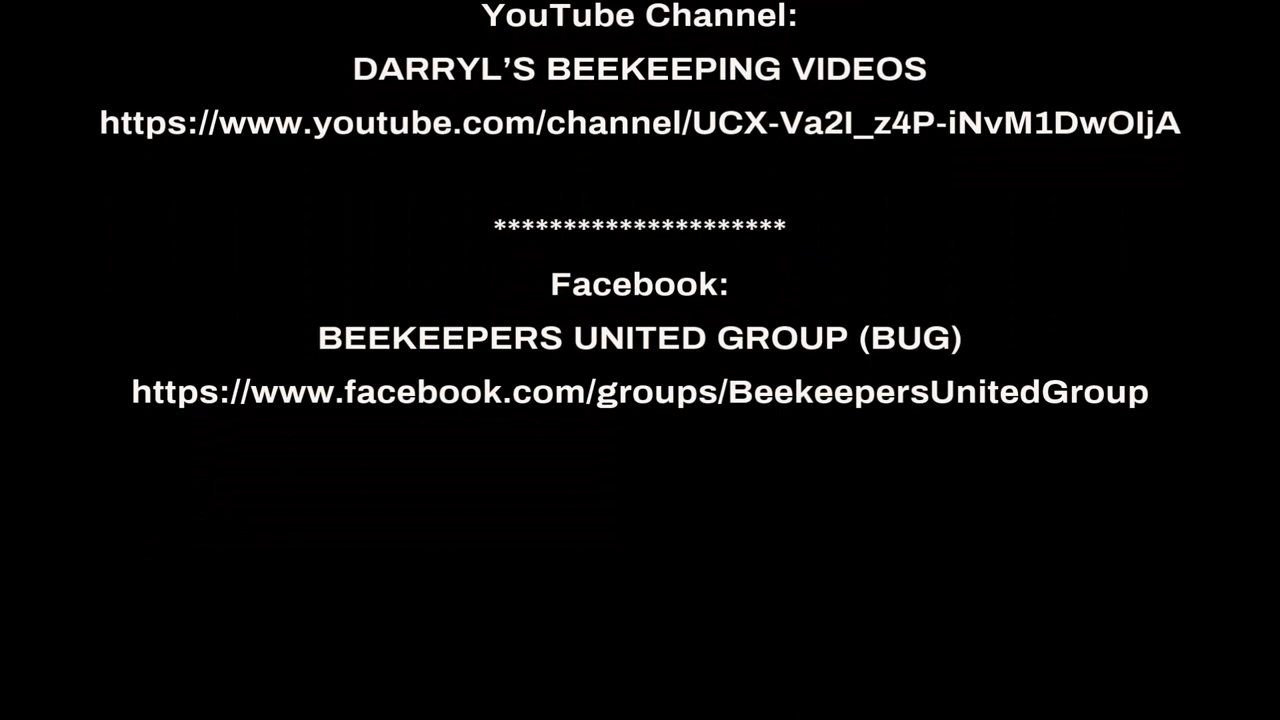 YouTube Channel:
DARRYL’S BEEKEEPING VIDEOS
https://www.youtube.com/channel/UCX-Va2I_z4P-iNvM1DwOIjA
*********************
Facebook:
BEEKEEPERS UNITED GROUP (BUG)
https://www.facebook.com/groups/BeekeepersUnitedGroup